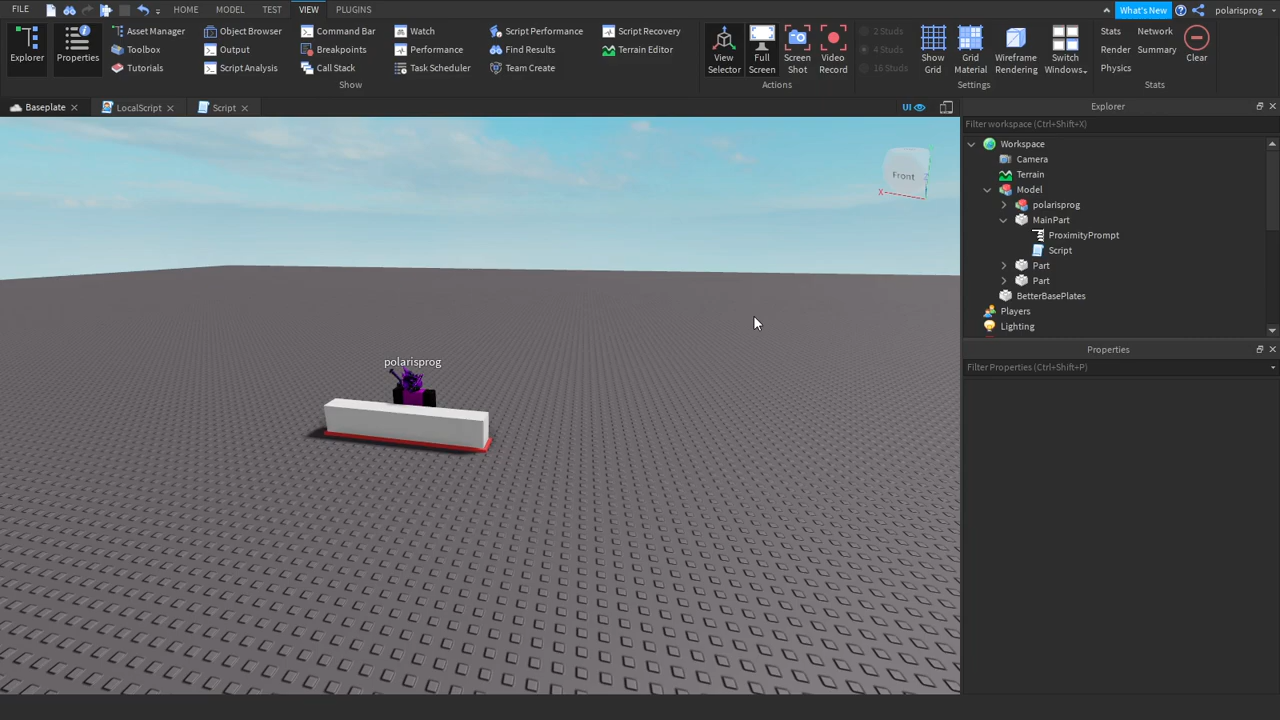 FILE HOME MODEL TEST VIEW PLUGINS What's New polarisprog
Explorer Properties Asset Manager Object Browser Command Bar Watch Script Performance Script Recovery View Selector Full Screen Screen Shot Video Record 2 Studs Show Grid Grid Material Wireframe Rendering Switch Windows Stats Network Clear
Toolbox Output Breakpoints Performance Find Results Terrain Editor 4 Studs Render Summary
Tutorials Script Analysis Call Stack Task Scheduler Team Create 16 Studs Physics
Show Actions Settings Stats
Baseplate LocalScript Script UI Explorer
Filter workspace (Ctrl+Shift+X)
Workspace
Camera
Terrain
Model
polarisprog
MainPart
ProximityPrompt
Script
Part
Part
BetterBasePlates
Players
Lighting
Properties
Filter Properties (Ctrl+Shift+P)
Front
X
polarisprog